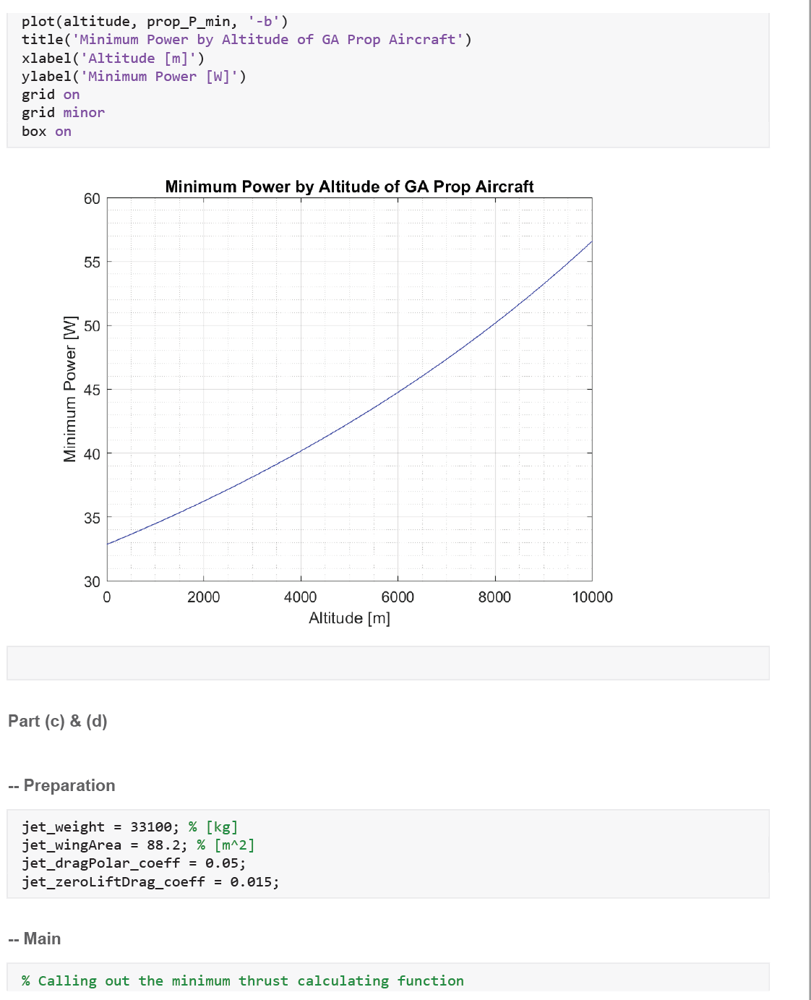 plot(altitude, prop_P_min, '-b')
title('Minimum Power by Altitude of GA Prop Aircraft')
xlabel('Altitude [m]')
ylabel('Minimum Power [W]')
grid on
grid minor
box on
Minimum Power by Altitude of GA Prop Aircraft
60
55
50
45
40
35
30
Minimum Power [W]
0 2000 4000 6000 8000 10000
Altitude [m]
Part (c) & (d)
-- Preparation
jet_weight = 33100; % [kg]
jet_wingArea = 88.2; % [m^2]
jet_dragPolar_coeff = 0.05;
jet_zeroLiftDrag_coeff = 0.015;
-- Main
% Calling out the minimum thrust calculating function